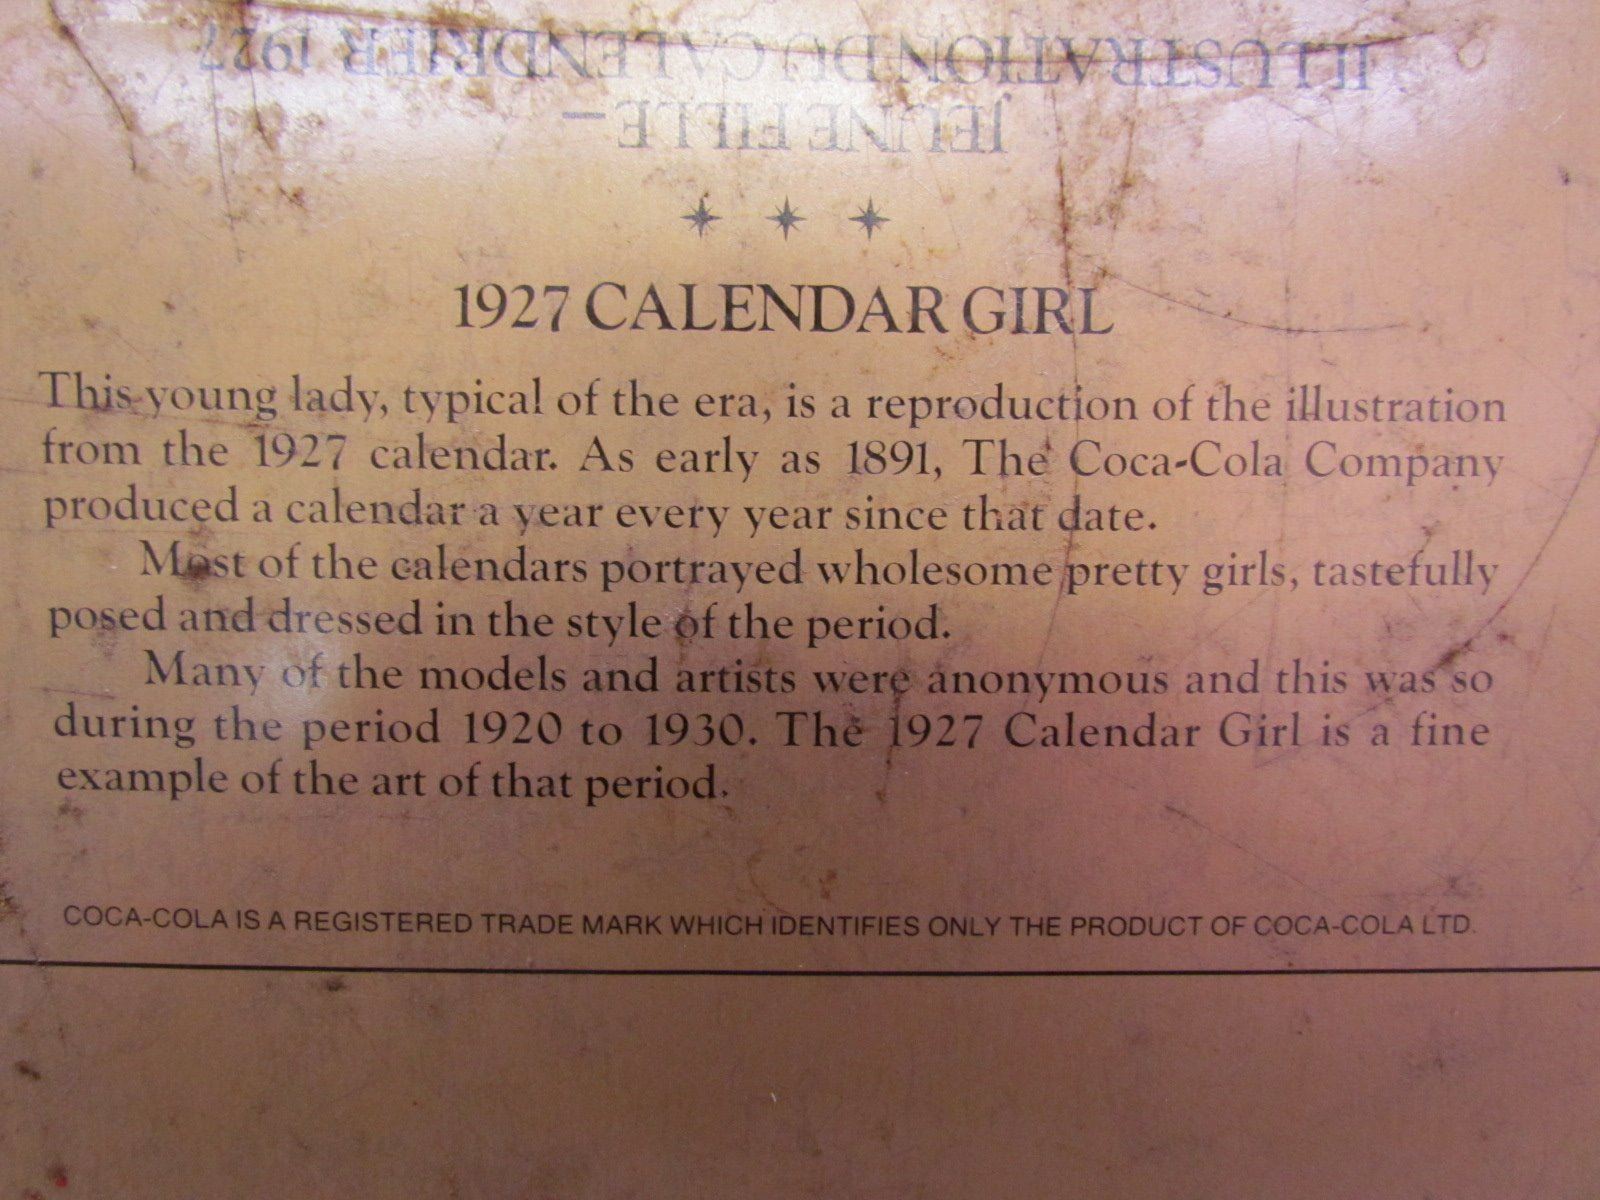 ILLUSTRATION DU CALENDRIER 1927
JEUNE FILLE —
1927 CALENDAR GIRL
This young lady, typical of the era, is a reproduction of the illustration
from the 1927 calendar. As early as 1891, The Coca-Cola Company
produced a calendar a year every year since that date.
Most of the calendars portrayed wholesome pretty girls, tastefully
posed and dressed in the style of the period.
Many of the models and artists were anonymous and this was so
during the period 1920 to 1930. The 1927 Calendar Girl is a fine
example of the art of that period.
COCA-COLA IS A REGISTERED TRADE MARK WHICH IDENTIFIES ONLY THE PRODUCT OF COCA-COLA LTD.